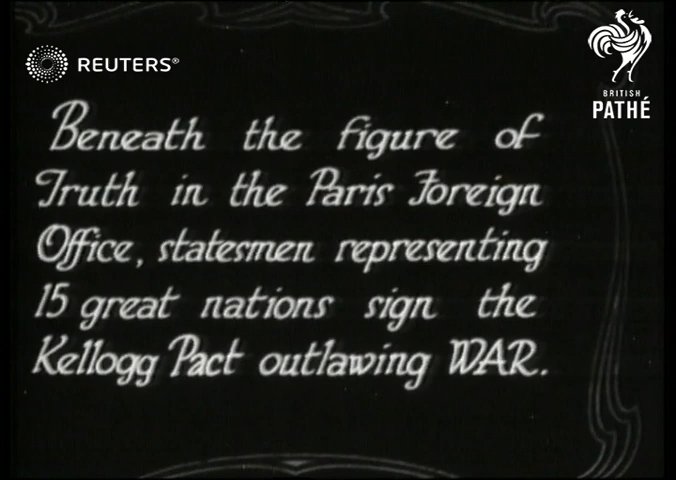 REUTERS®
BRITISH
PATHÉ
Beneath the figure of
Truth in the Paris Foreign
Office, statesmen representing
15 great nations sign the
Kellogg Pact outlawing WAR.